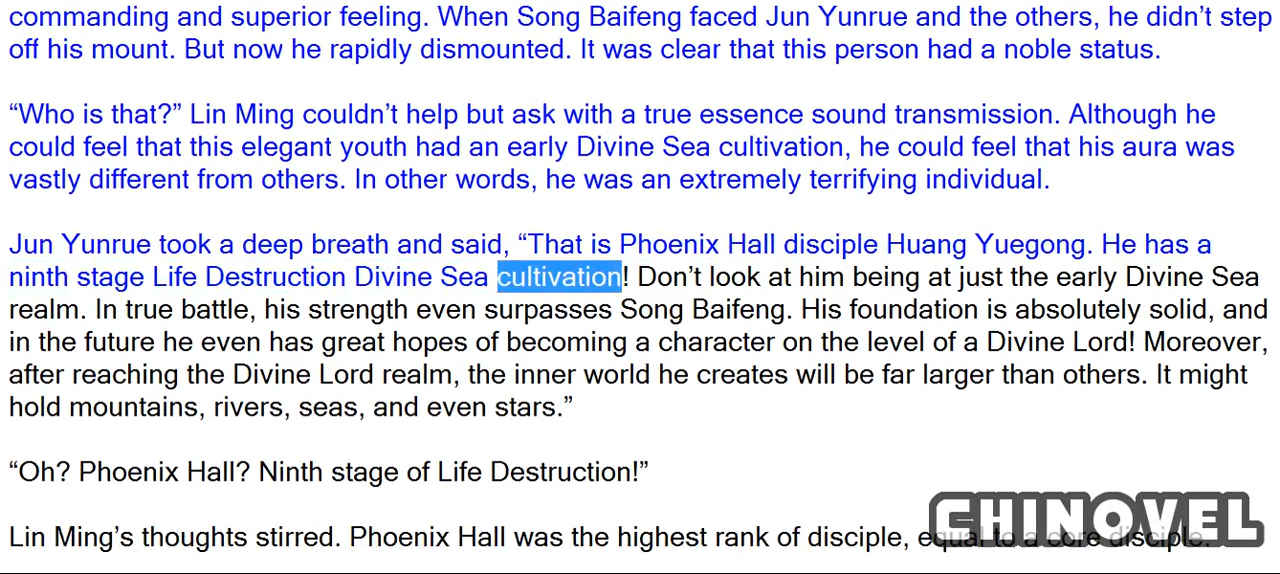 commanding and superior feeling. When Song Baifeng faced Jun Yunrue and the others, he didn’t step
off his mount. But now he rapidly dismounted. It was clear that this person had a noble status.
“Who is that?” Lin Ming couldn’t help but ask with a true essence sound transmission. Although he
could feel that this elegant youth had an early Divine Sea cultivation, he could feel that his aura was
vastly different from others. In other words, he was an extremely terrifying individual.
Jun Yunrue took a deep breath and said, “That is Phoenix Hall disciple Huang Yuegong. He has a
ninth stage Life Destruction Divine Sea cultivation! Don’t look at him being at just the early Divine Sea
realm. In true battle, his strength even surpasses Song Baifeng. His foundation is absolutely solid, and
in the future he even has great hopes of becoming a character on the level of a Divine Lord! Moreover,
after reaching the Divine Lord realm, the inner world he creates will be far larger than others. It might
hold mountains, rivers, seas, and even stars.”
“Oh? Phoenix Hall? Ninth stage of Life Destruction!”
Lin Ming’s thoughts stirred. Phoenix Hall was the highest rank of disciple, equal to a core disciple.
CHINOVEL